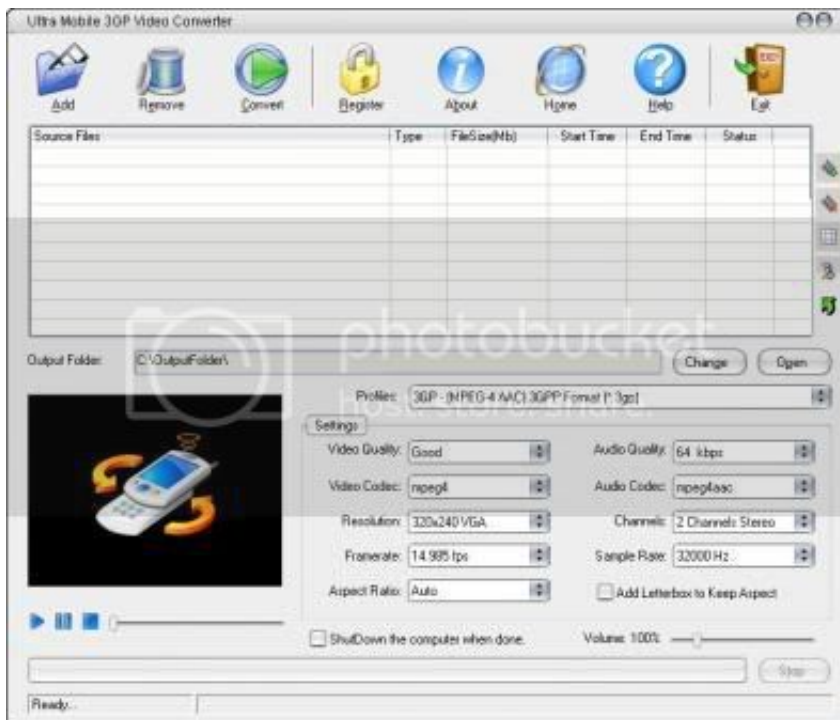 Ultra Mobile 3GP Video Converter
Add Remove Convert Register About Home Help Exit
Source Files Type FileSize(Mb) Start Time End Time Status
photobucket
host. store. share.
Output Folder: C:\OutputFolder\ Change Open
Profiles: 3GP - (MPEG-4 AAC) 3GPP Format (*.3gp)
Settings
Video Quality: Good Audio Quality: 64 kbps
Video Codec: mpeg4 Audio Codec: mpeg4aac
Resolution: 320x240 VGA Channels: 2 Channels Stereo
Framerate: 14.985 fps Sample Rate: 32000 Hz
Aspect Ratio: Auto Add Letterbox to Keep Aspect
ShutDown the computer when done. Volume: 100%
Stop
Ready...